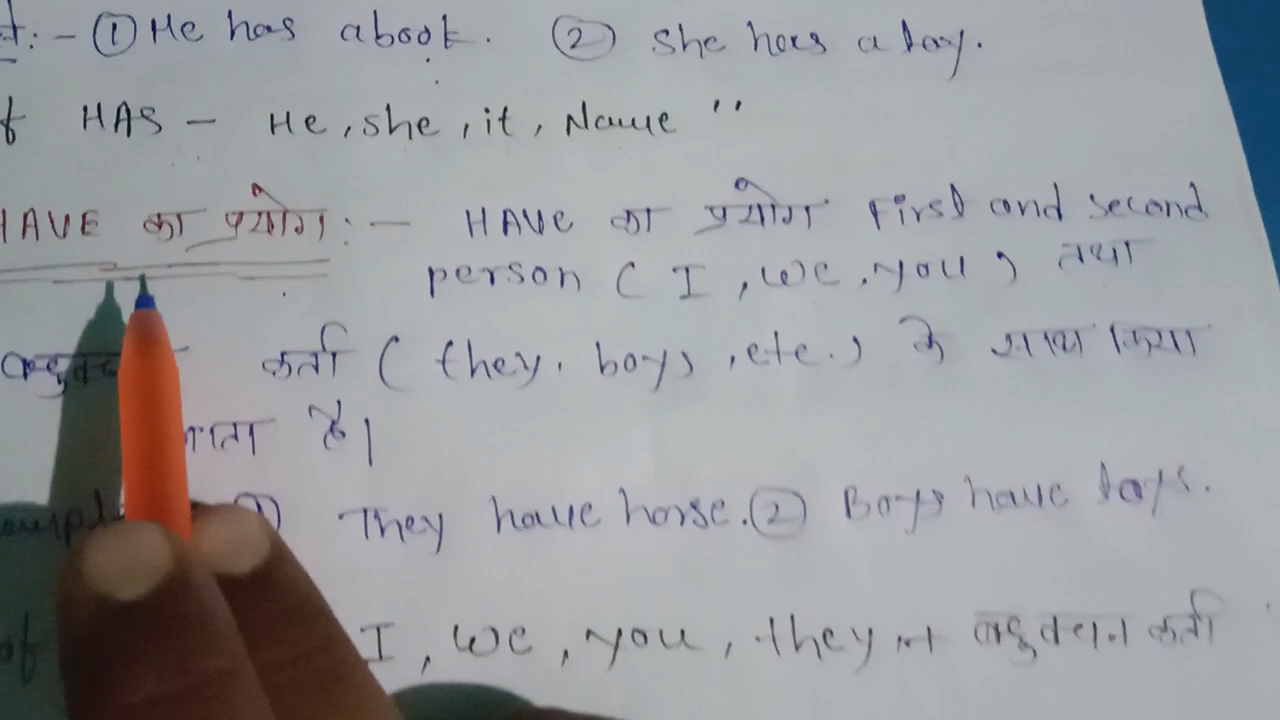 ① He has a book. ② She has a toy.
HAS - He, she, it, Name "
HAVE का प्रयोग :- HAVE का प्रयोग First and second
person ( I, we, you ) तथा
कर्ता ( they, boys, etc. ) के साथ किया
जाता है।
① They have horse. ② Boys have toys.
I, we, you, they बहुवचन कर्ता